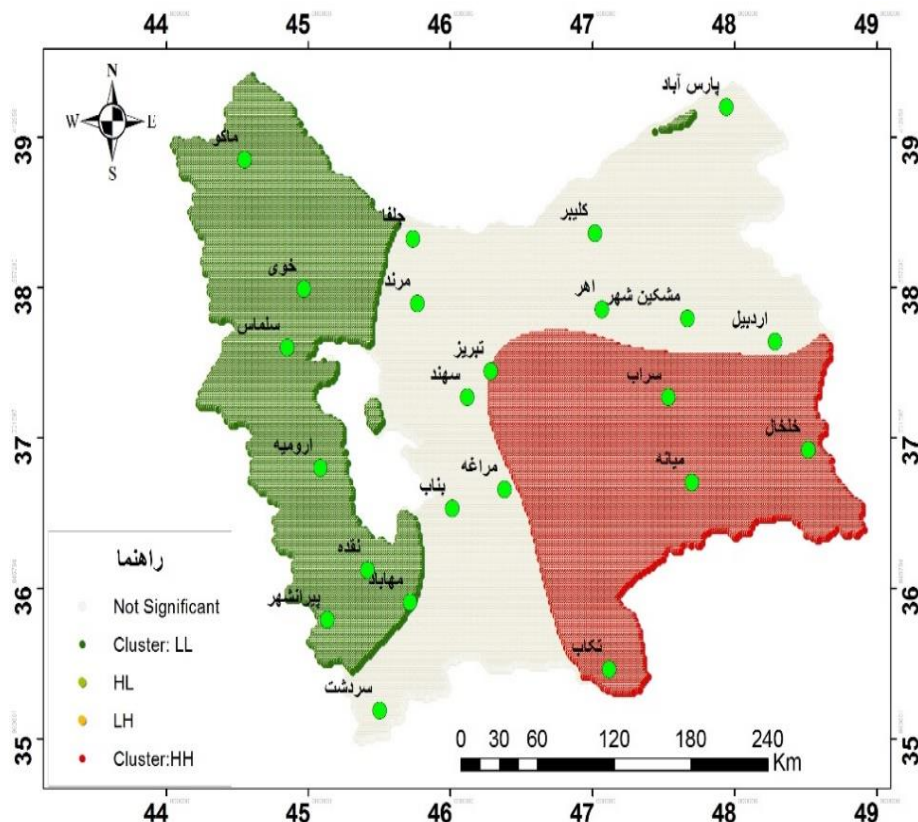 44 45 46 47 48 49
N
W E
S
39
38
37
36
35
39
38
37
36
35
پارس آباد
ماکو
کلیبر
جلفا
خوی
مرند
اهر
مشکین شهر
اردبیل
سلماس
تبریز
سهند
سراب
خلخال
ارومیه
مراغه
میانه
بناب
نقده
مهاباد
پیرانشهر
تکاب
سردشت
راهنما
Not Significant
Cluster: LL
HL
LH
Cluster:HH
0 30 60 120 180 240
Km
44 45 46 47 48 49